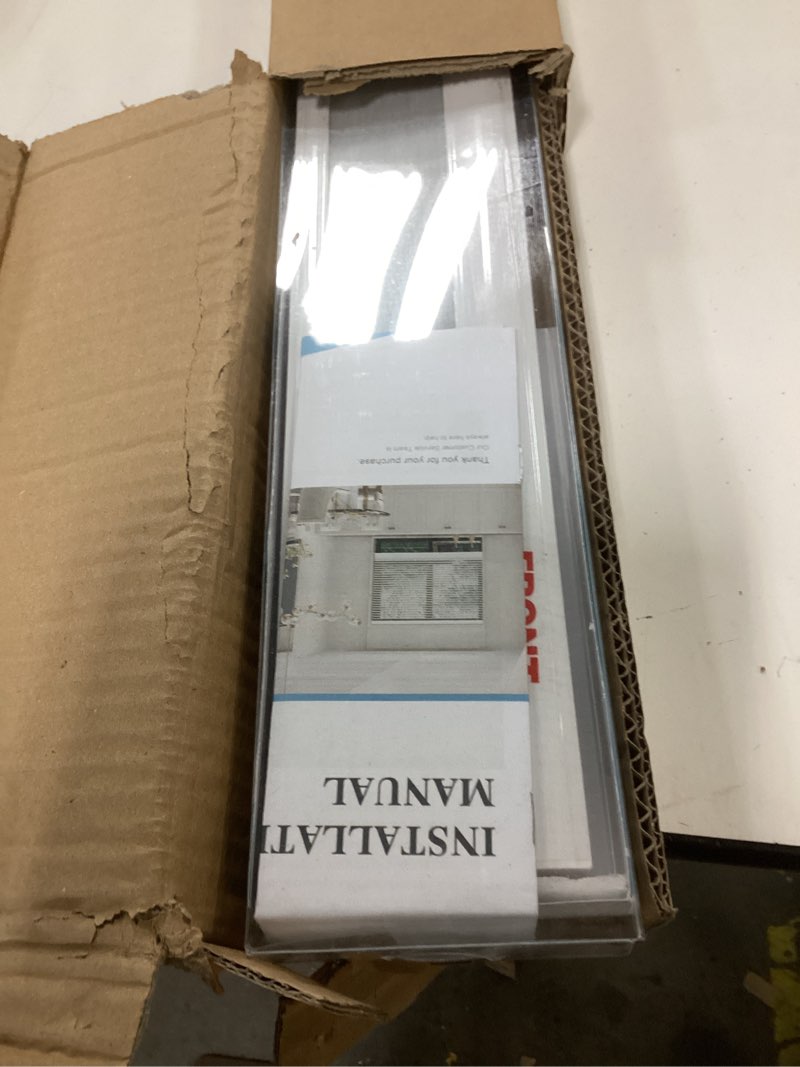 INSTALLATI
MANUAL
Thank you for your purchase.
Our Customer Service Team is
always here to help.
FRONT